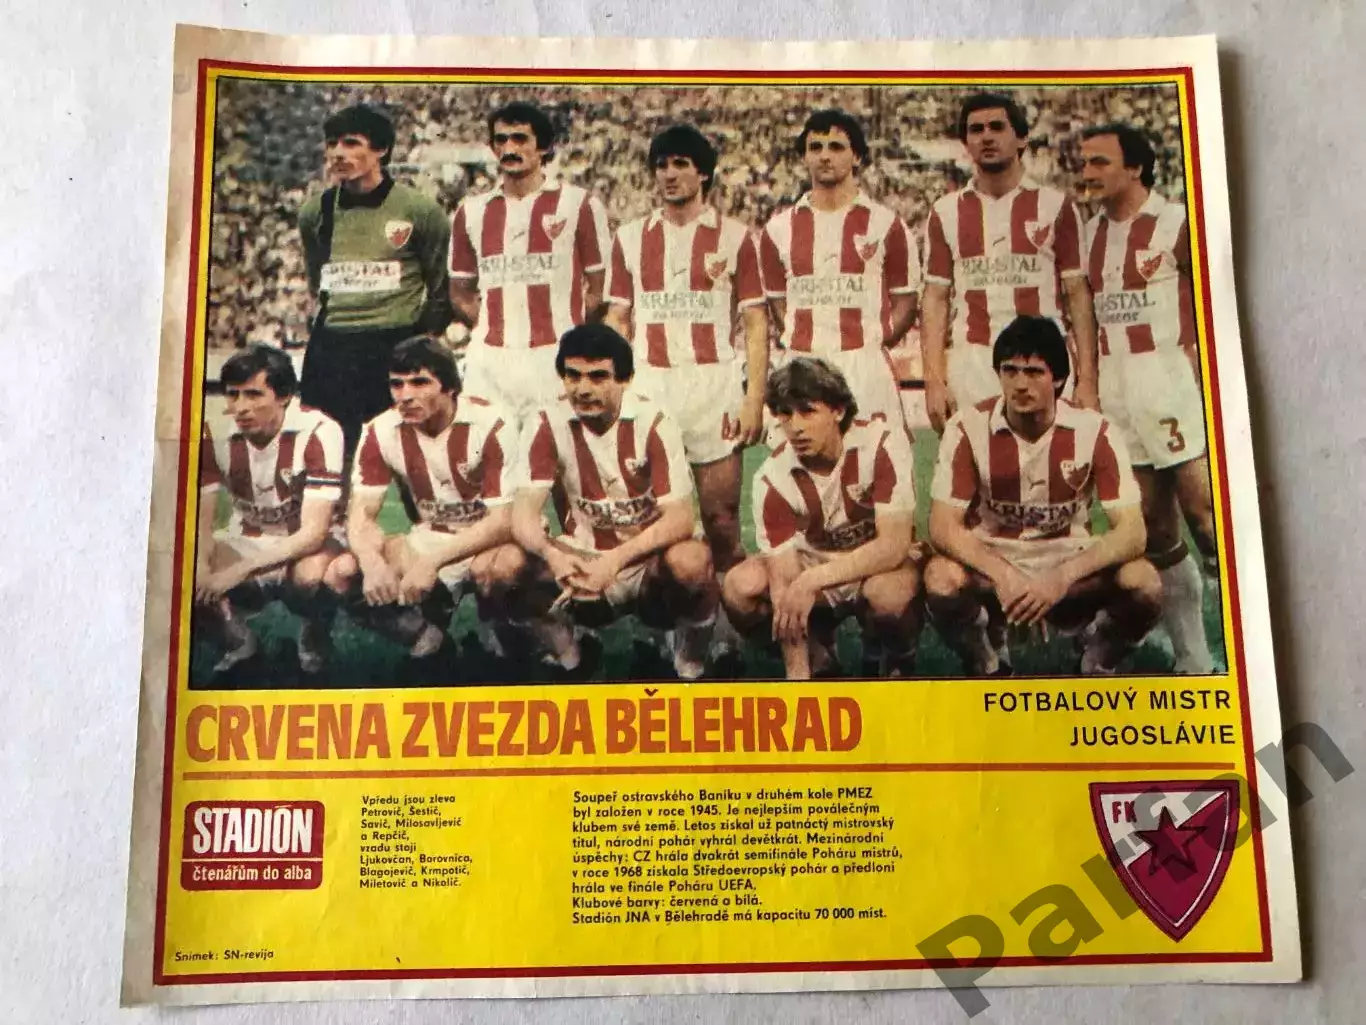 KRISTAL
KRISTAL
KRISTAL
KRISTAL
KRISTAL
KRISTAL
6
3
KRISTAL
KRISTAL
KRISTAL
CRVENA ZVEZDA BĚLEHRAD
FOTBALOVÝ MISTR
JUGOSLÁVIE
STADIÓN
čtenářům do alba
Vpředu jsou zleva
Petrovič, Šestič,
Savič, Milosavljevič
a Repčič,
vzadu stojí
Ljukovčan, Borovnica,
Blagojevič, Krmpotič,
Miletovič a Nikolič.
Soupeř ostravského Baníku v druhém kole PMEZ
byl založen v roce 1945. Je nejlepším poválečným
klubem své země. Letos získal už patnáctý mistrovský
titul, národní pohár vyhrál devětkrát. Mezinárodní
úspěchy: CZ hrála dvakrát semifinále Poháru mistrů,
v roce 1968 získala Středoevropský pohár a předloni
hrála ve finále Poháru UEFA.
Klubové barvy: červená a bílá.
Stadión JNA v Bělehradě má kapacitu 70 000 míst.
FK
Snímek: SN-revija
Parfan